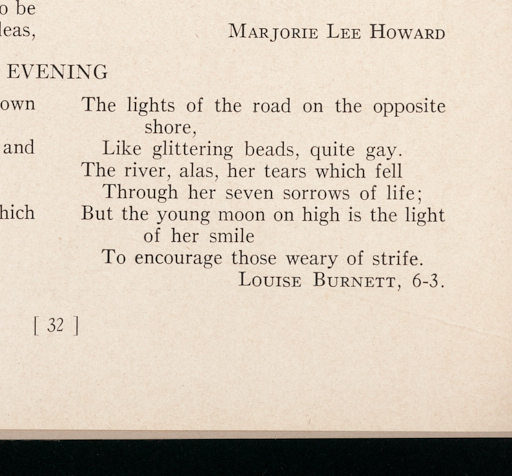 o be
leas,
MARJORIE LEE HOWARD
EVENING
own
and
hich
The lights of the road on the opposite
shore,
Like glittering beads, quite gay.
The river, alas, her tears which fell
Through her seven sorrows of life;
But the young moon on high is the light
of her smile
To encourage those weary of strife.
LOUISE BURNETT, 6-3.
[ 32 ]